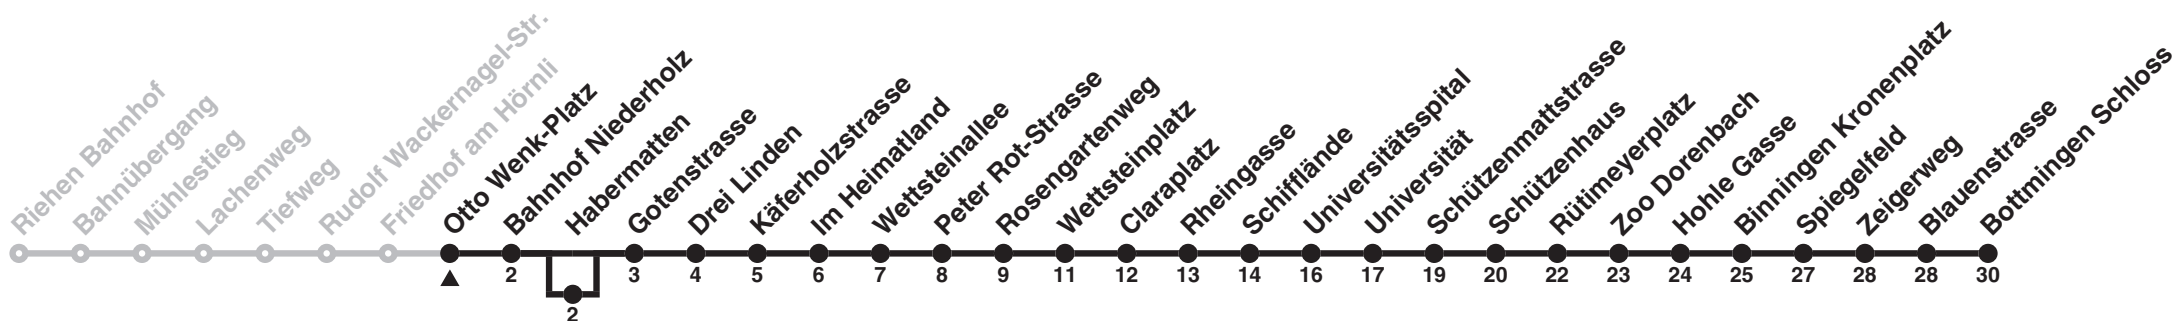 Riehen Bahnhof
Bahnübergang
Mühlestieg
Lachenweg
Tiefweg
Rudolf Wackernagel-Str.
Friedhof am Hörnli
Otto Wenk-Platz
Bahnhof Niederholz
Habermatten
Gotenstrasse
Drei Linden
Käferholzstrasse
Im Heimatland
Wettsteinallee
Peter Rot-Strasse
Rosengartenweg
Wettsteinplatz
Claraplatz
Rheingasse
Schifflände
Universitätsspital
Universität
Schützenmattstrasse
Schützenhaus
Rütimeyerplatz
Zoo Dorenbach
Hohle Gasse
Binningen Kronenplatz
Spiegelfeld
Zeigerweg
Blauenstrasse
Bottmingen Schloss
2 3 4 5 6 7 8 9 11 12 13 14 16 17 19 20 22 23 24 25 27 28 28 30
2